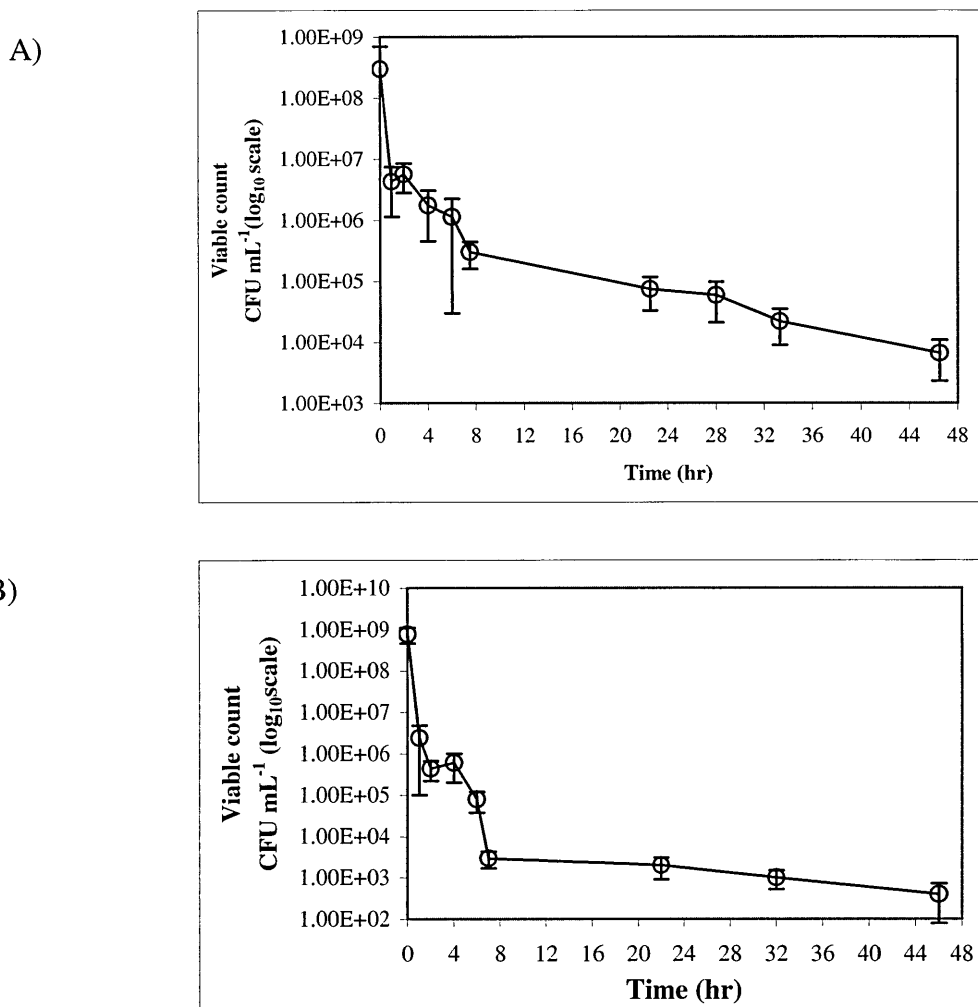 A)
1.00E+09
1.00E+08
1.00E+07
1.00E+06
1.00E+05
1.00E+04
1.00E+03
Viable count
CFU mL-1 (log10 scale)
0 4 8 12 16 20 24 28 32 36 40 44 48
Time (hr)
B)
1.00E+10
1.00E+09
1.00E+08
1.00E+07
1.00E+06
1.00E+05
1.00E+04
1.00E+03
1.00E+02
Viable count
CFU mL-1 (log10scale)
0 4 8 12 16 20 24 28 32 36 40 44 48
Time (hr)